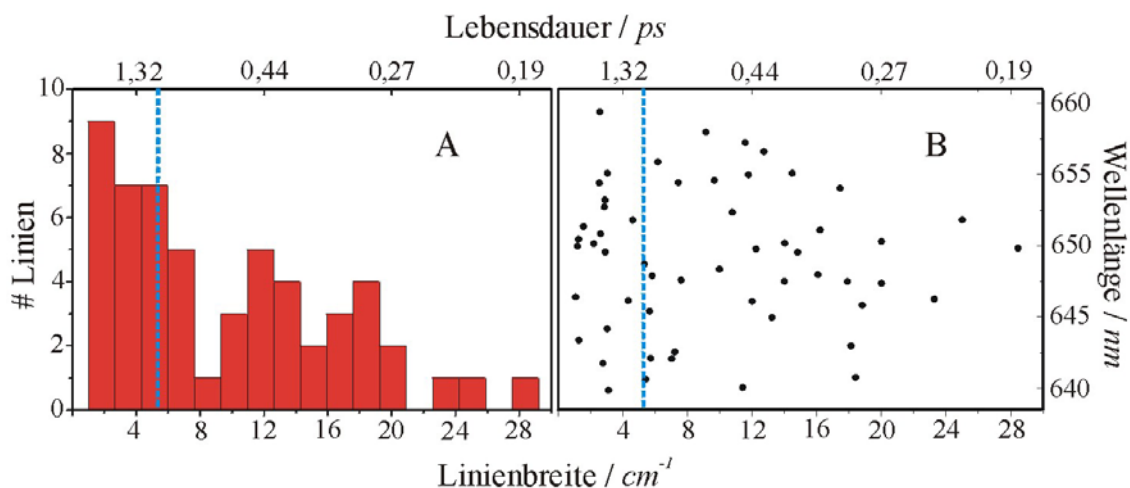 Lebensdauer / ps
1,32 0,44 0,27 0,19 1,32 0,44 0,27 0,19
10
8
6
4
2
0
# Linien
A
B
660
655
650
645
640
Wellenlänge / nm
4 8 12 16 20 24 28 4 8 12 16 20 24 28
Linienbreite / cm⁻¹